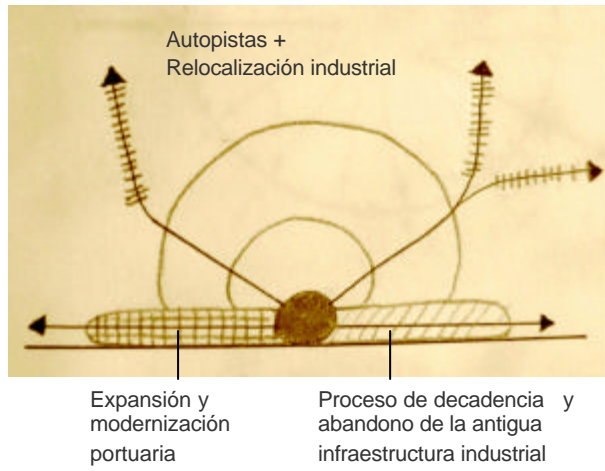 Autopistas +
Relocalización industrial
Expansión y
modernización
portuaria
Proceso de decadencia y
abandono de la antigua
infraestructura industrial